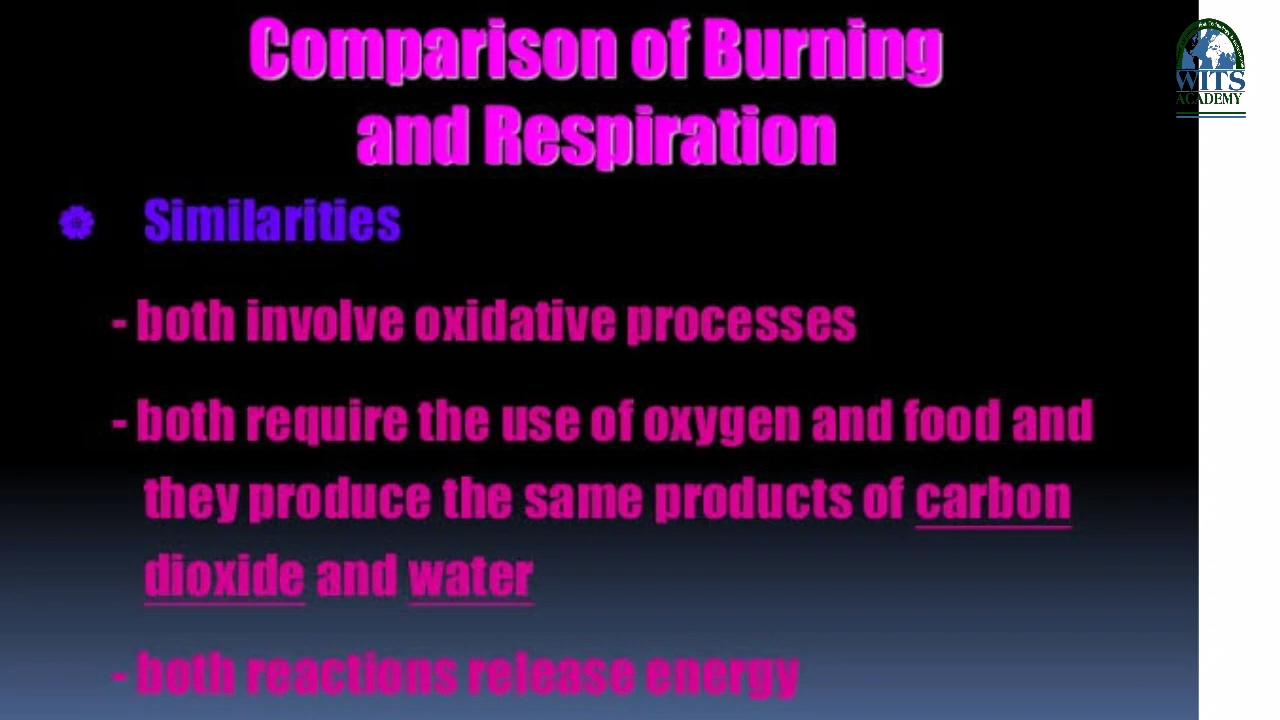 Comparison of Burning
and Respiration
Similarities
- both involve oxidative processes
- both require the use of oxygen and food and
they produce the same products of carbon
dioxide and water
- both reactions release energy
WITS
ACADEMY